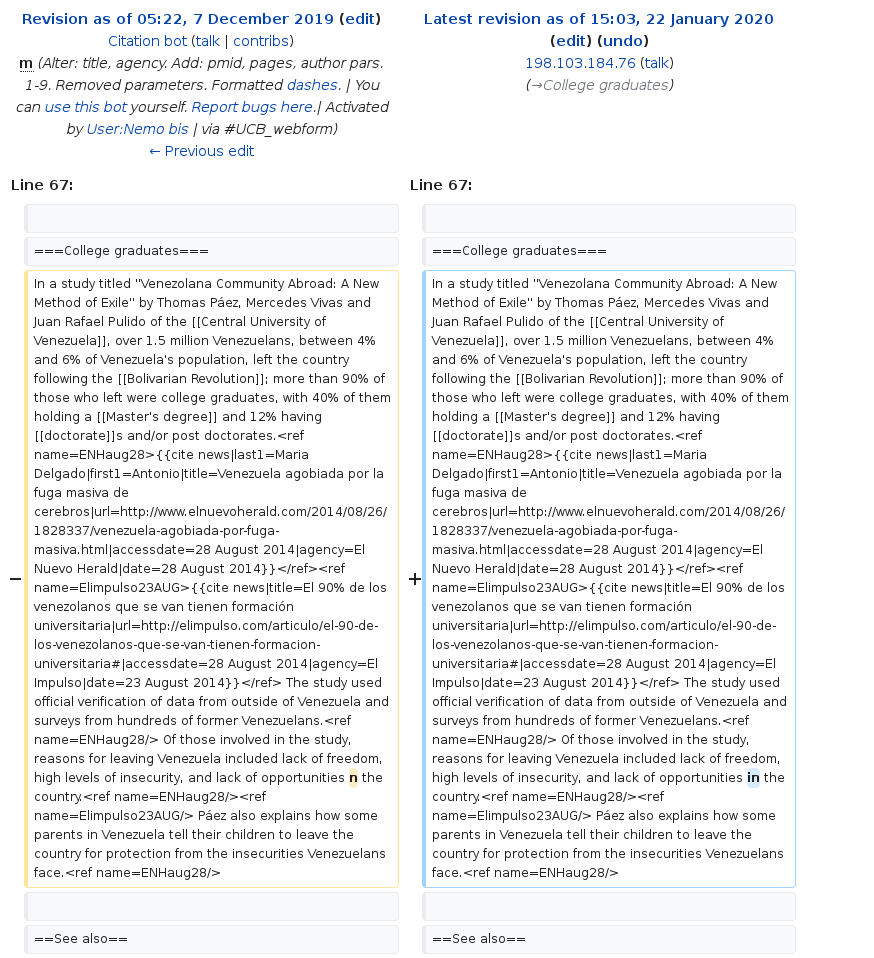 Revision as of 05:22, 7 December 2019 (edit)
Citation bot (talk | contribs)
m (Alter: title, agency. Add: pmid, pages, author pars.
1-9. Removed parameters. Formatted dashes. | You
can use this bot yourself. Report bugs here.| Activated
by User:Nemo bis | via #UCB_webform)
← Previous edit
Latest revision as of 15:03, 22 January 2020
(edit) (undo)
198.103.184.76 (talk)
(→College graduates)
Line 67:
===College graduates===
−
In a study titled "Venezolana Community Abroad: A New
Method of Exile" by Thomas Páez, Mercedes Vivas and
Juan Rafael Pulido of the [[Central University of
Venezuela]], over 1.5 million Venezuelans, between 4%
and 6% of Venezuela's population, left the country
following the [[Bolivarian Revolution]]; more than 90% of
those who left were college graduates, with 40% of them
holding a [[Master's degree]] and 12% having
[[doctorate]]s and/or post doctorates.<ref
name=ENHaug28>{{cite news|last1=Maria
Delgado|first1=Antonio|title=Venezuela agobiada por la
fuga masiva de
cerebros|url=http://www.elnuevoherald.com/2014/08/26/
1828337/venezuela-agobiada-por-fuga-
masiva.html|accessdate=28 August 2014|agency=El
Nuevo Herald|date=28 August 2014}}</ref><ref
name=Elimpulso23AUG>{{cite news|title=El 90% de los
venezolanos que se van tienen formación
universitaria|url=http://elimpulso.com/articulo/el-90-de-
los-venezolanos-que-se-van-tienen-formacion-
universitaria#|accessdate=28 August 2014|agency=El
Impulso|date=23 August 2014}}</ref> The study used
official verification of data from outside of Venezuela and
surveys from hundreds of former Venezuelans.<ref
name=ENHaug28/> Of those involved in the study,
reasons for leaving Venezuela included lack of freedom,
high levels of insecurity, and lack of opportunities n the
country.<ref name=ENHaug28/><ref
name=Elimpulso23AUG/> Páez also explains how some
parents in Venezuela tell their children to leave the
country for protection from the insecurities Venezuelans
face.<ref name=ENHaug28/>
==See also==
Line 67:
===College graduates===
+
In a study titled "Venezolana Community Abroad: A New
Method of Exile" by Thomas Páez, Mercedes Vivas and
Juan Rafael Pulido of the [[Central University of
Venezuela]], over 1.5 million Venezuelans, between 4%
and 6% of Venezuela's population, left the country
following the [[Bolivarian Revolution]]; more than 90% of
those who left were college graduates, with 40% of them
holding a [[Master's degree]] and 12% having
[[doctorate]]s and/or post doctorates.<ref
name=ENHaug28>{{cite news|last1=Maria
Delgado|first1=Antonio|title=Venezuela agobiada por la
fuga masiva de
cerebros|url=http://www.elnuevoherald.com/2014/08/26/
1828337/venezuela-agobiada-por-fuga-
masiva.html|accessdate=28 August 2014|agency=El
Nuevo Herald|date=28 August 2014}}</ref><ref
name=Elimpulso23AUG>{{cite news|title=El 90% de los
venezolanos que se van tienen formación
universitaria|url=http://elimpulso.com/articulo/el-90-de-
los-venezolanos-que-se-van-tienen-formacion-
universitaria#|accessdate=28 August 2014|agency=El
Impulso|date=23 August 2014}}</ref> The study used
official verification of data from outside of Venezuela and
surveys from hundreds of former Venezuelans.<ref
name=ENHaug28/> Of those involved in the study,
reasons for leaving Venezuela included lack of freedom,
high levels of insecurity, and lack of opportunities in the
country.<ref name=ENHaug28/><ref
name=Elimpulso23AUG/> Páez also explains how some
parents in Venezuela tell their children to leave the
country for protection from the insecurities Venezuelans
face.<ref name=ENHaug28/>
==See also==